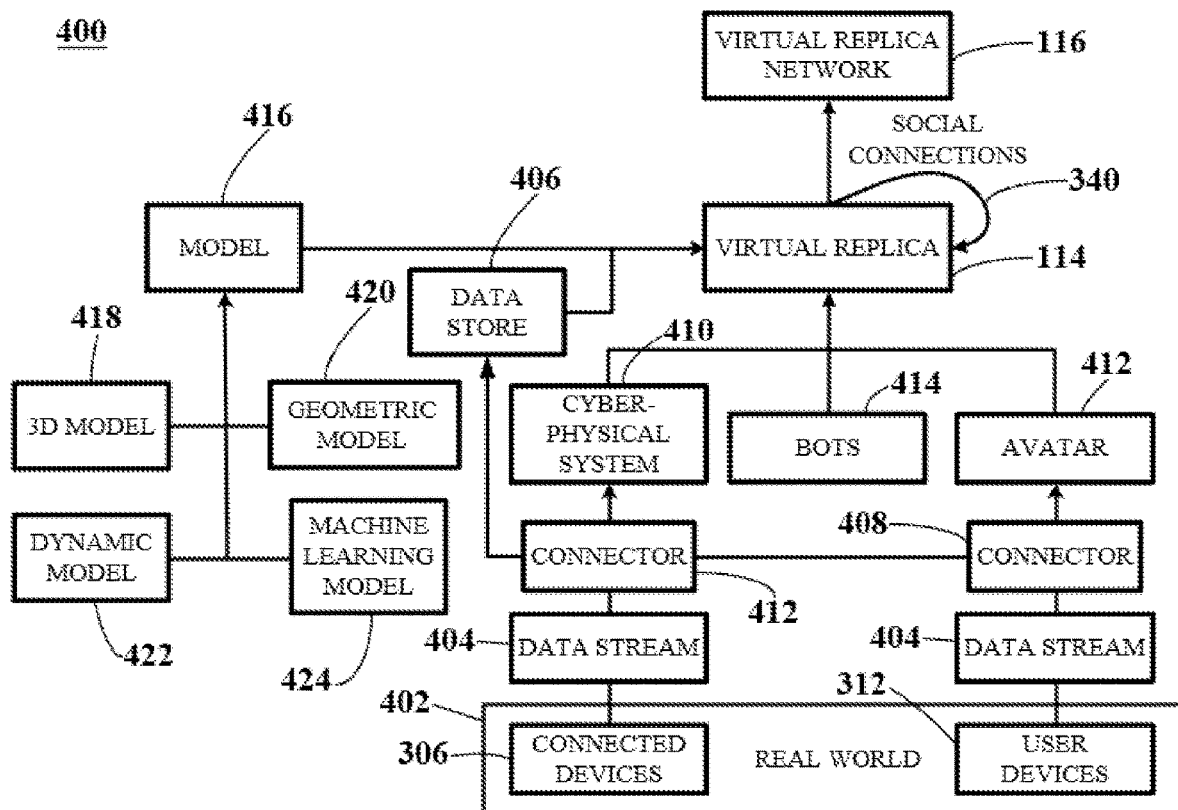 400
VIRTUAL REPLICA
NETWORK
116
416
SOCIAL
CONNECTIONS
406
340
MODEL
VIRTUAL REPLICA
114
418
420
DATA
STORE
410
412
3D MODEL
GEOMETRIC
MODEL
CYBER-
PHYSICAL
SYSTEM
414
BOTS
AVATAR
DYNAMIC
MODEL
MACHINE
LEARNING
MODEL
CONNECTOR
408
CONNECTOR
412
422
424
404
DATA STREAM
404
DATA STREAM
402
312
306
CONNECTED
DEVICES
REAL WORLD
USER
DEVICES